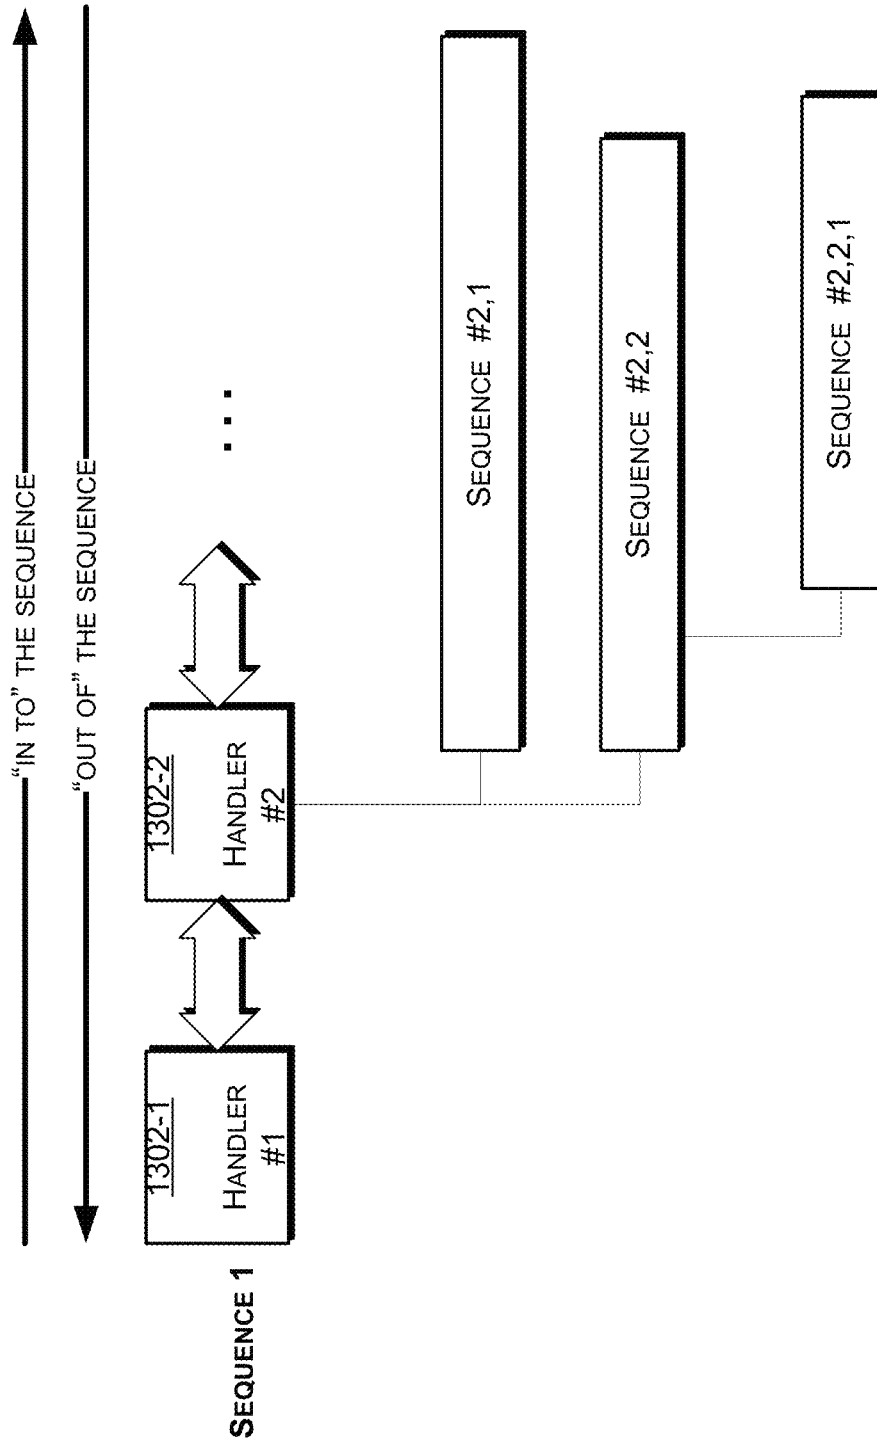 “IN TO” THE SEQUENCE
“OUT OF” THE SEQUENCE
SEQUENCE 1
1302-1
HANDLER
#1
1302-2
HANDLER
#2
...
SEQUENCE #2,1
SEQUENCE #2,2
SEQUENCE #2,2,1